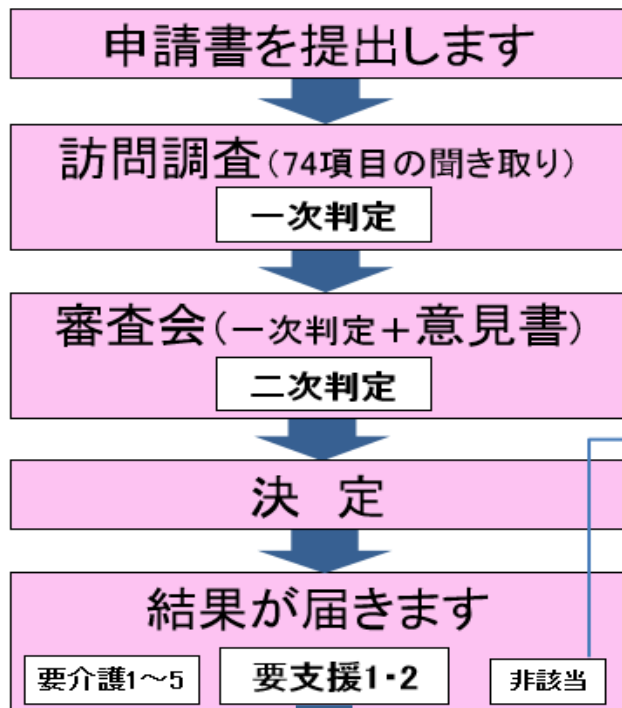 申請書を提出します
訪問調査（74項目の聞き取り）
一次判定
審査会（一次判定＋意見書）
二次判定
決　定
結果が届きます
要介護1～5　要支援1・2　非該当